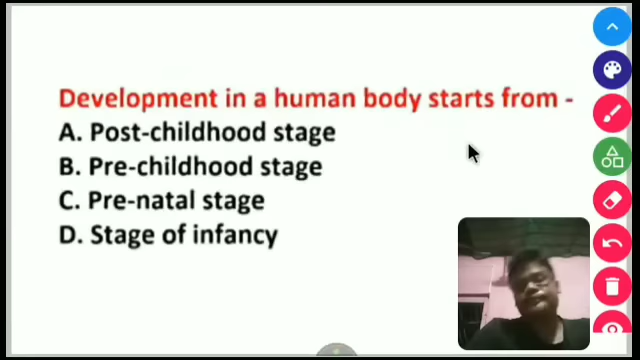 Development in a human body starts from -
A. Post-childhood stage
B. Pre-childhood stage
C. Pre-natal stage
D. Stage of infancy